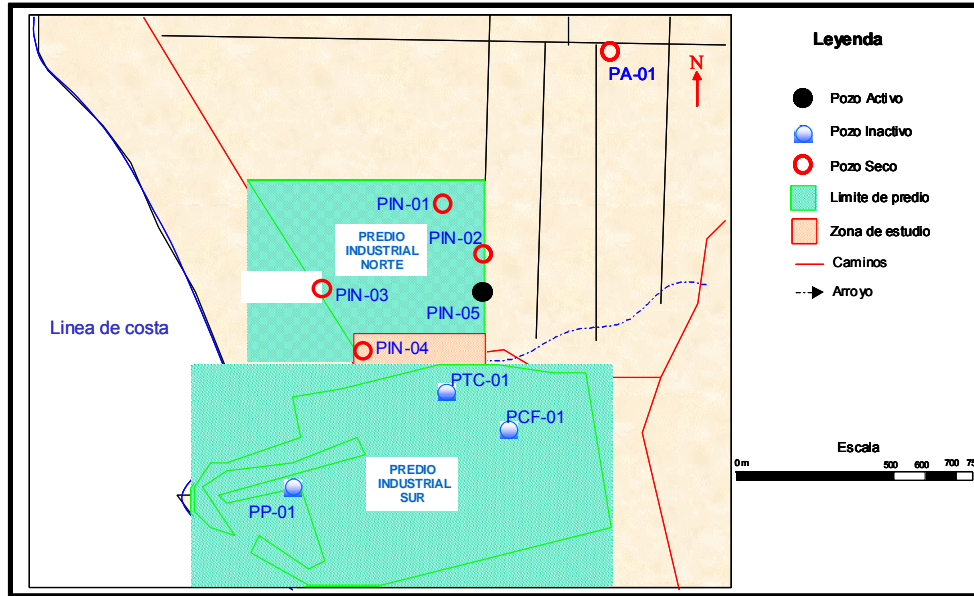 Leyenda
N
PA-01
Pozo Activo
Pozo Inactivo
Pozo Seco
Limite de predio
Zona de estudio
Caminos
Arroyo
PIN-01
PREDIO
INDUSTRIAL
NORTE
PIN-02
PIN-03
PIN-05
Linea de costa
PIN-04
PTC-01
PCF-01
PREDIO
INDUSTRIAL
SUR
PP-01
Escala
0 m 500 600 700